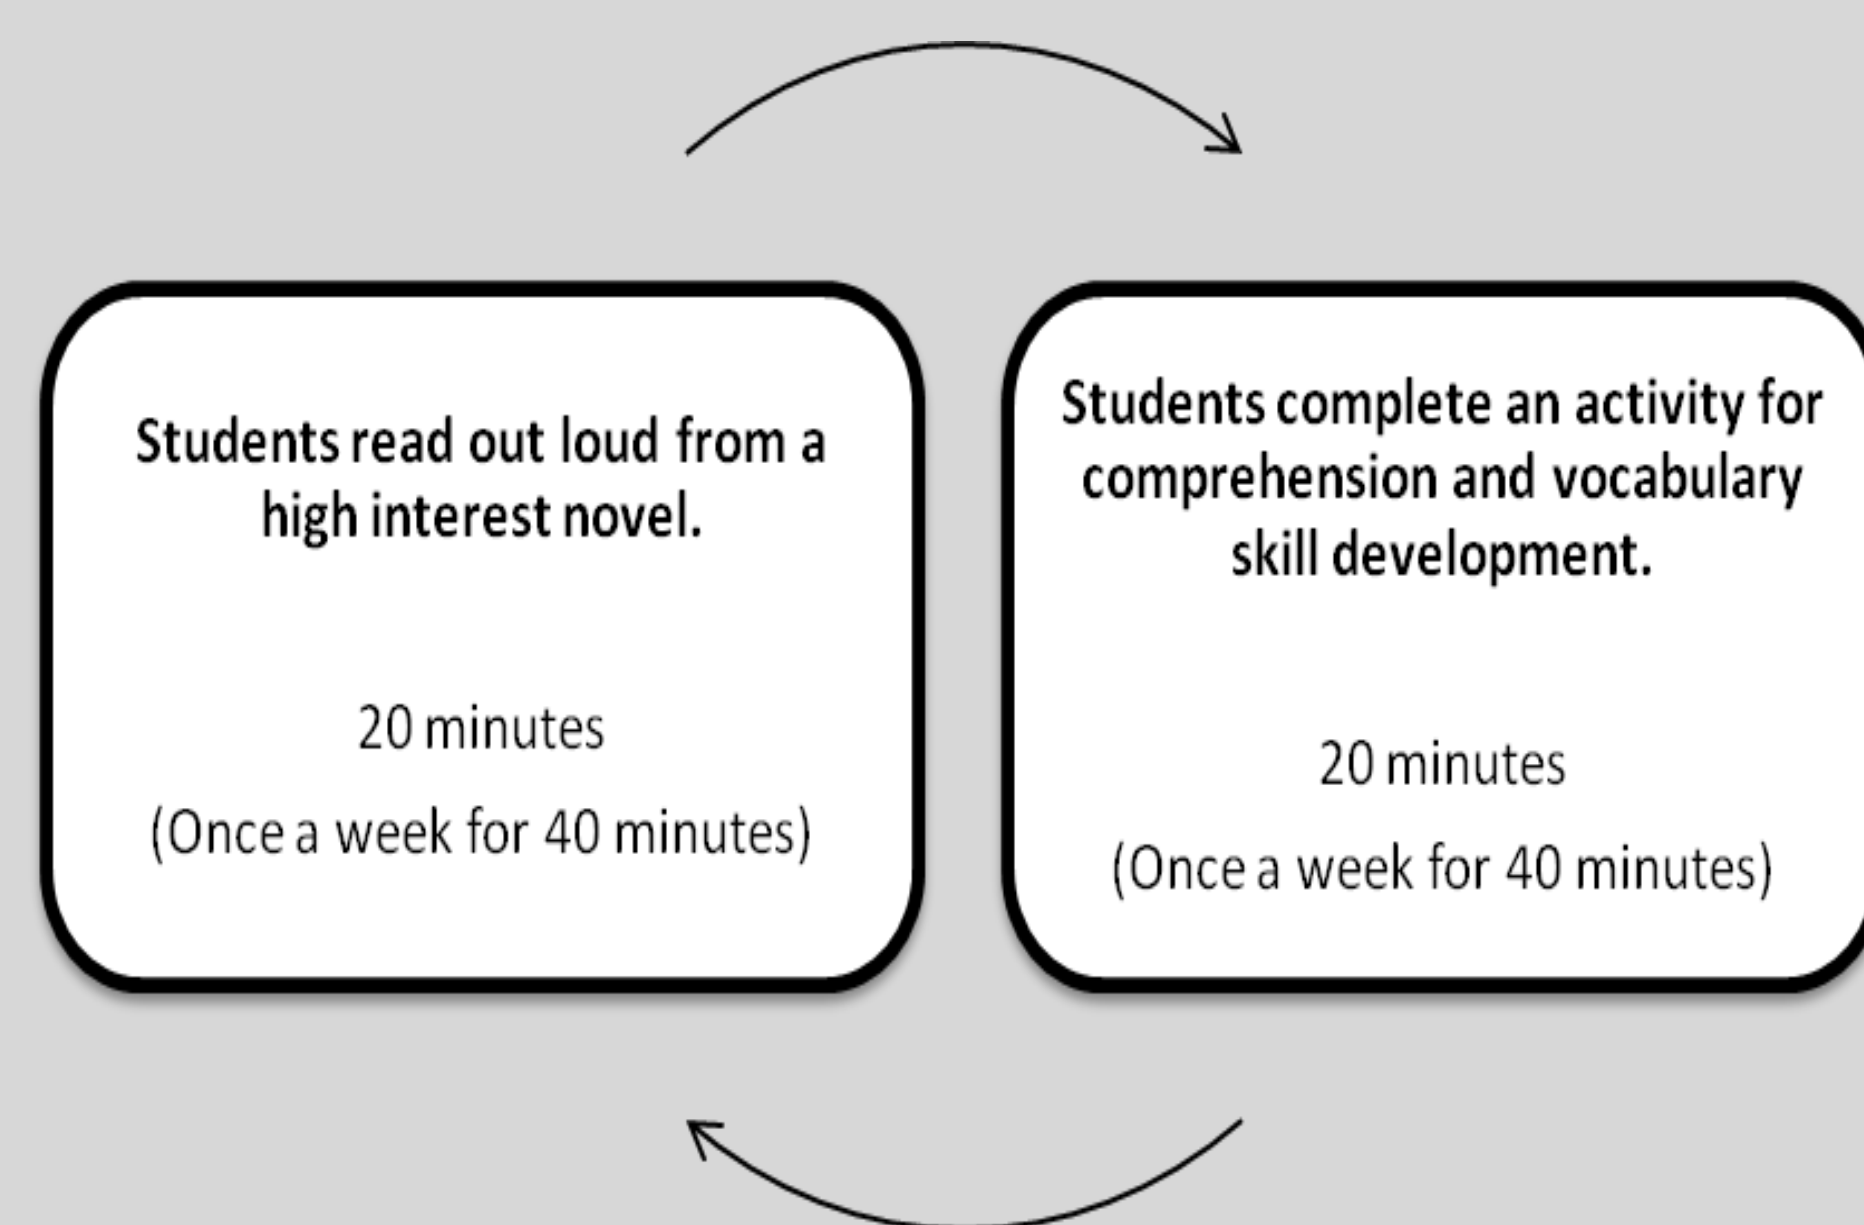 Students read out loud from a
high interest novel.
20 minutes
(Once a week for 40 minutes)
Students complete an activity for
comprehension and vocabulary
skill development.
20 minutes
(Once a week for 40 minutes)